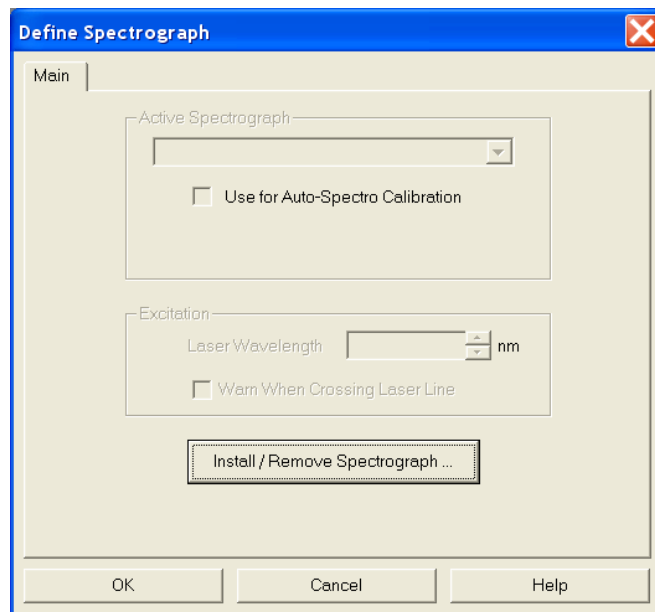 Define Spectrograph
Main
Active Spectrograph
Use for Auto-Spectro Calibration
Excitation
Laser Wavelength nm
Warn When Crossing Laser Line
Install / Remove Spectrograph ...
OK Cancel Help